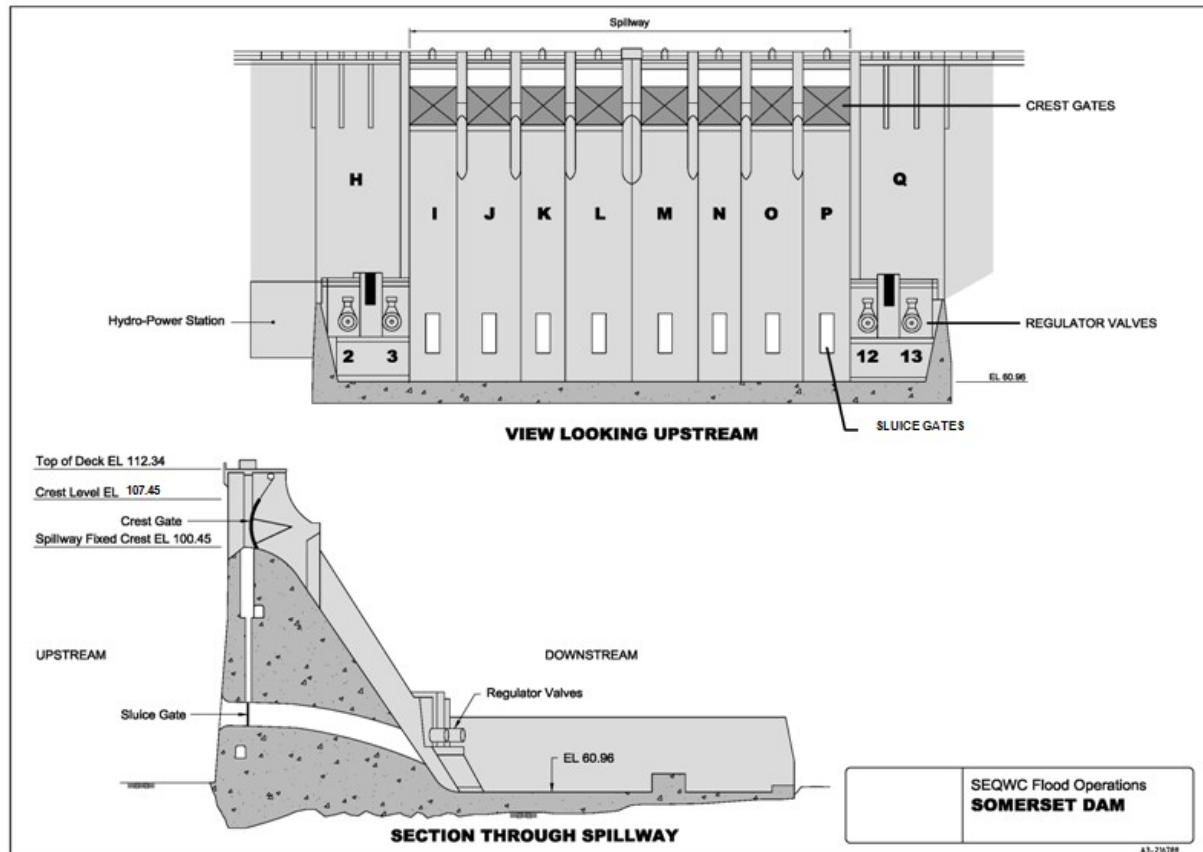 Spillway
CREST GATES
H
I
J
K
L
M
N
O
P
Q
Hydro-Power Station
REGULATOR VALVES
2
3
12
13
EL 60.96
SLUICE GATES
VIEW LOOKING UPSTREAM
Top of Deck EL 112.34
Crest Level EL 107.45
Crest Gate
Spillway Fixed Crest EL 100.45
UPSTREAM
DOWNSTREAM
Regulator Valves
Sluice Gate
EL 60.96
SECTION THROUGH SPILLWAY
SEQWC Flood Operations
SOMERSET DAM
A3-216788